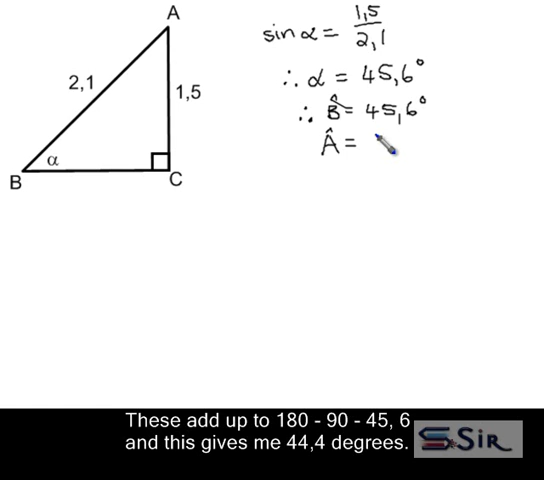 A
sin α = 1,5/2,1
2,1
1,5
∴ α = 45,6°
∴ B̂ = 45,6°
Â =
α
B
C
These add up to 180 - 90 - 45, 6
and this gives me 44,4 degrees.
SIR